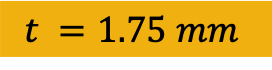 t = 1.75 mm